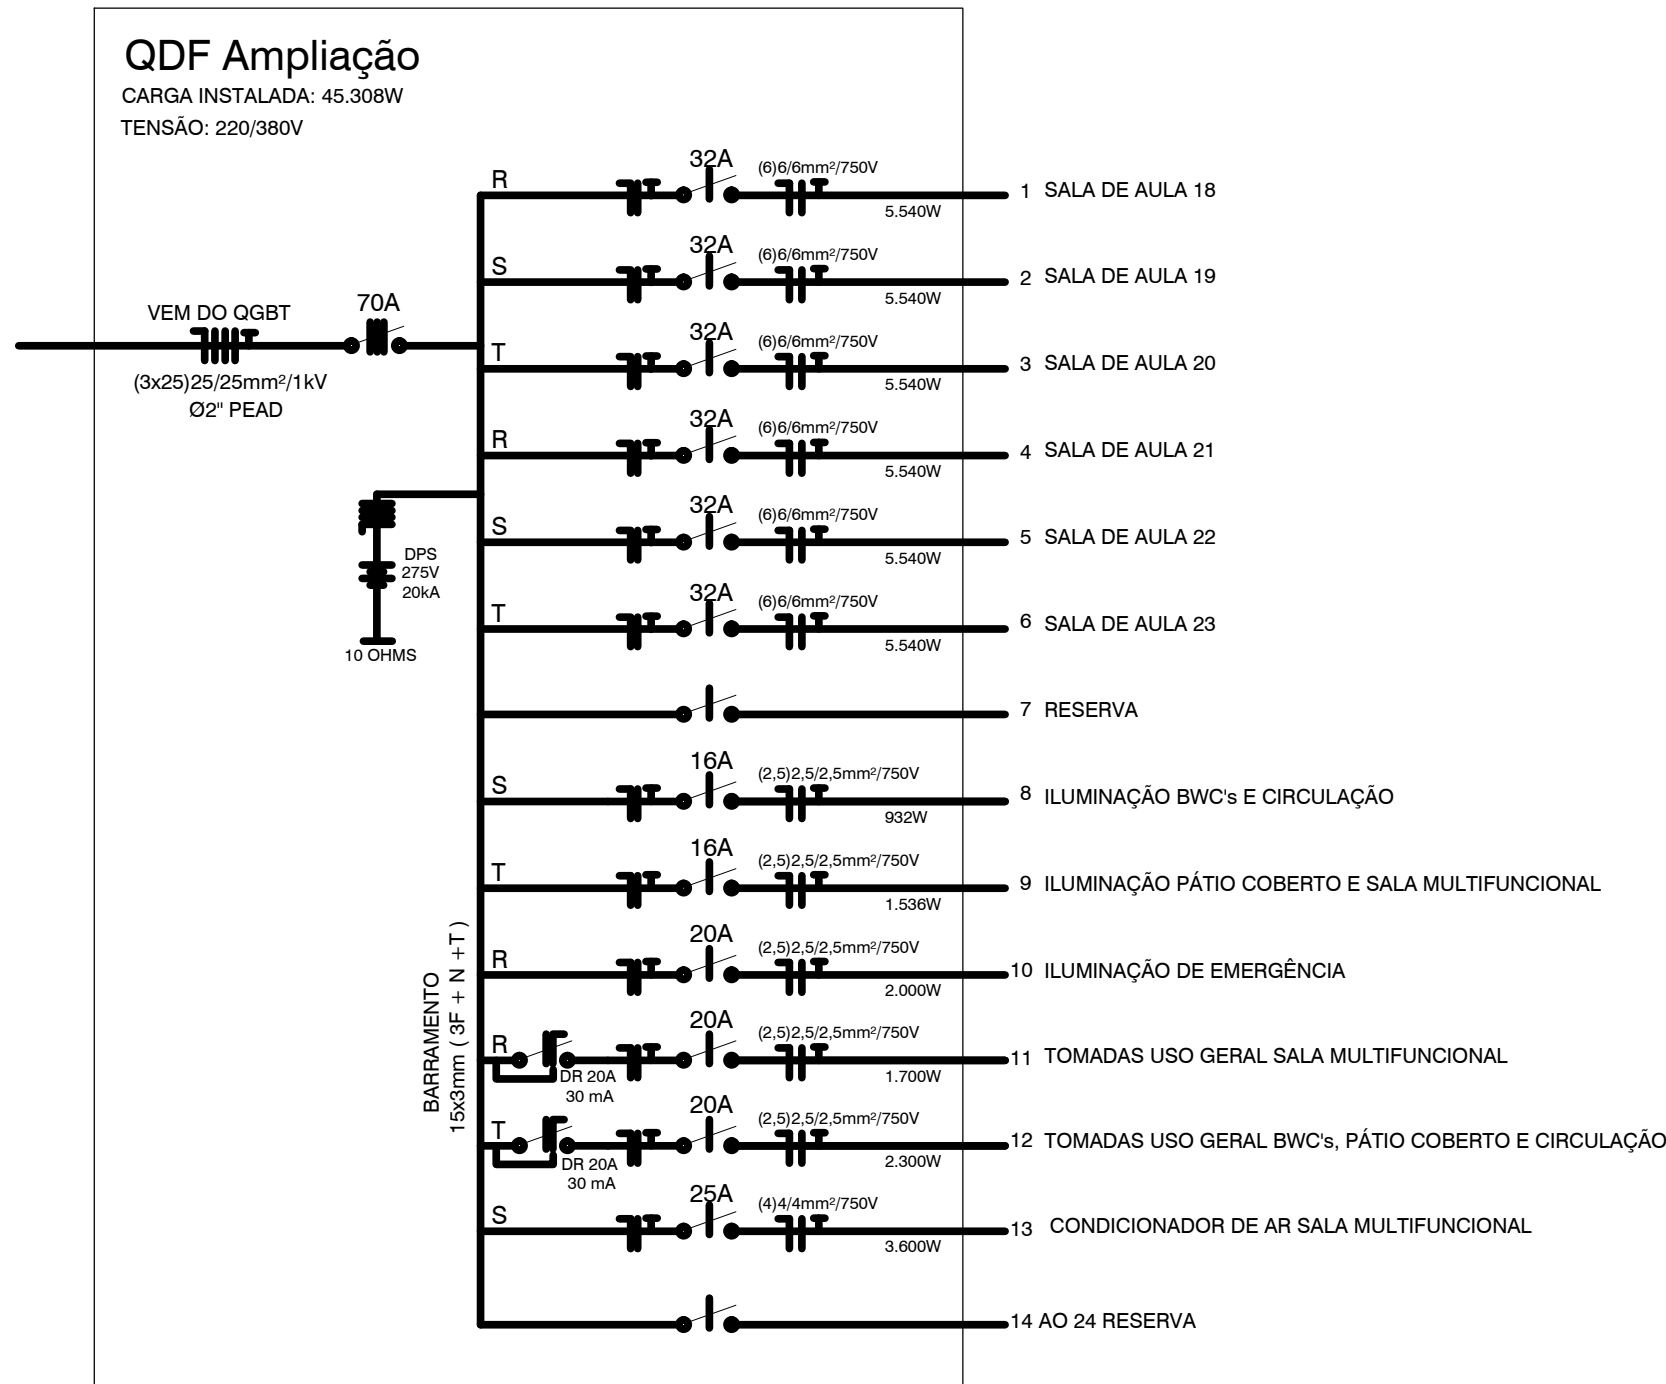 QDF Ampliação
CARGA INSTALADA: 45.308W
TENSÃO: 220/380V
VEM DO QGBT
70A
(3x25)25/25mm²/1kV
Ø2" PEAD
DPS
275V
20kA
10 OHMS
BARRAMENTO
15x3mm ( 3F + N +T )
R 32A (6)6/6mm²/750V 5.540W 1 SALA DE AULA 18
S 32A (6)6/6mm²/750V 5.540W 2 SALA DE AULA 19
T 32A (6)6/6mm²/750V 5.540W 3 SALA DE AULA 20
R 32A (6)6/6mm²/750V 5.540W 4 SALA DE AULA 21
S 32A (6)6/6mm²/750V 5.540W 5 SALA DE AULA 22
T 32A (6)6/6mm²/750V 5.540W 6 SALA DE AULA 23
7 RESERVA
S 16A (2,5)2,5/2,5mm²/750V 932W 8 ILUMINAÇÃO BWC's E CIRCULAÇÃO
T 16A (2,5)2,5/2,5mm²/750V 1.536W 9 ILUMINAÇÃO PÁTIO COBERTO E SALA MULTIFUNCIONAL
R 20A (2,5)2,5/2,5mm²/750V 2.000W 10 ILUMINAÇÃO DE EMERGÊNCIA
R DR 20A 30 mA 20A (2,5)2,5/2,5mm²/750V 1.700W 11 TOMADAS USO GERAL SALA MULTIFUNCIONAL
T DR 20A 30 mA 20A (2,5)2,5/2,5mm²/750V 2.300W 12 TOMADAS USO GERAL BWC's, PÁTIO COBERTO E CIRCULAÇÃO
S 25A (4)4/4mm²/750V 3.600W 13 CONDICIONADOR DE AR SALA MULTIFUNCIONAL
14 AO 24 RESERVA